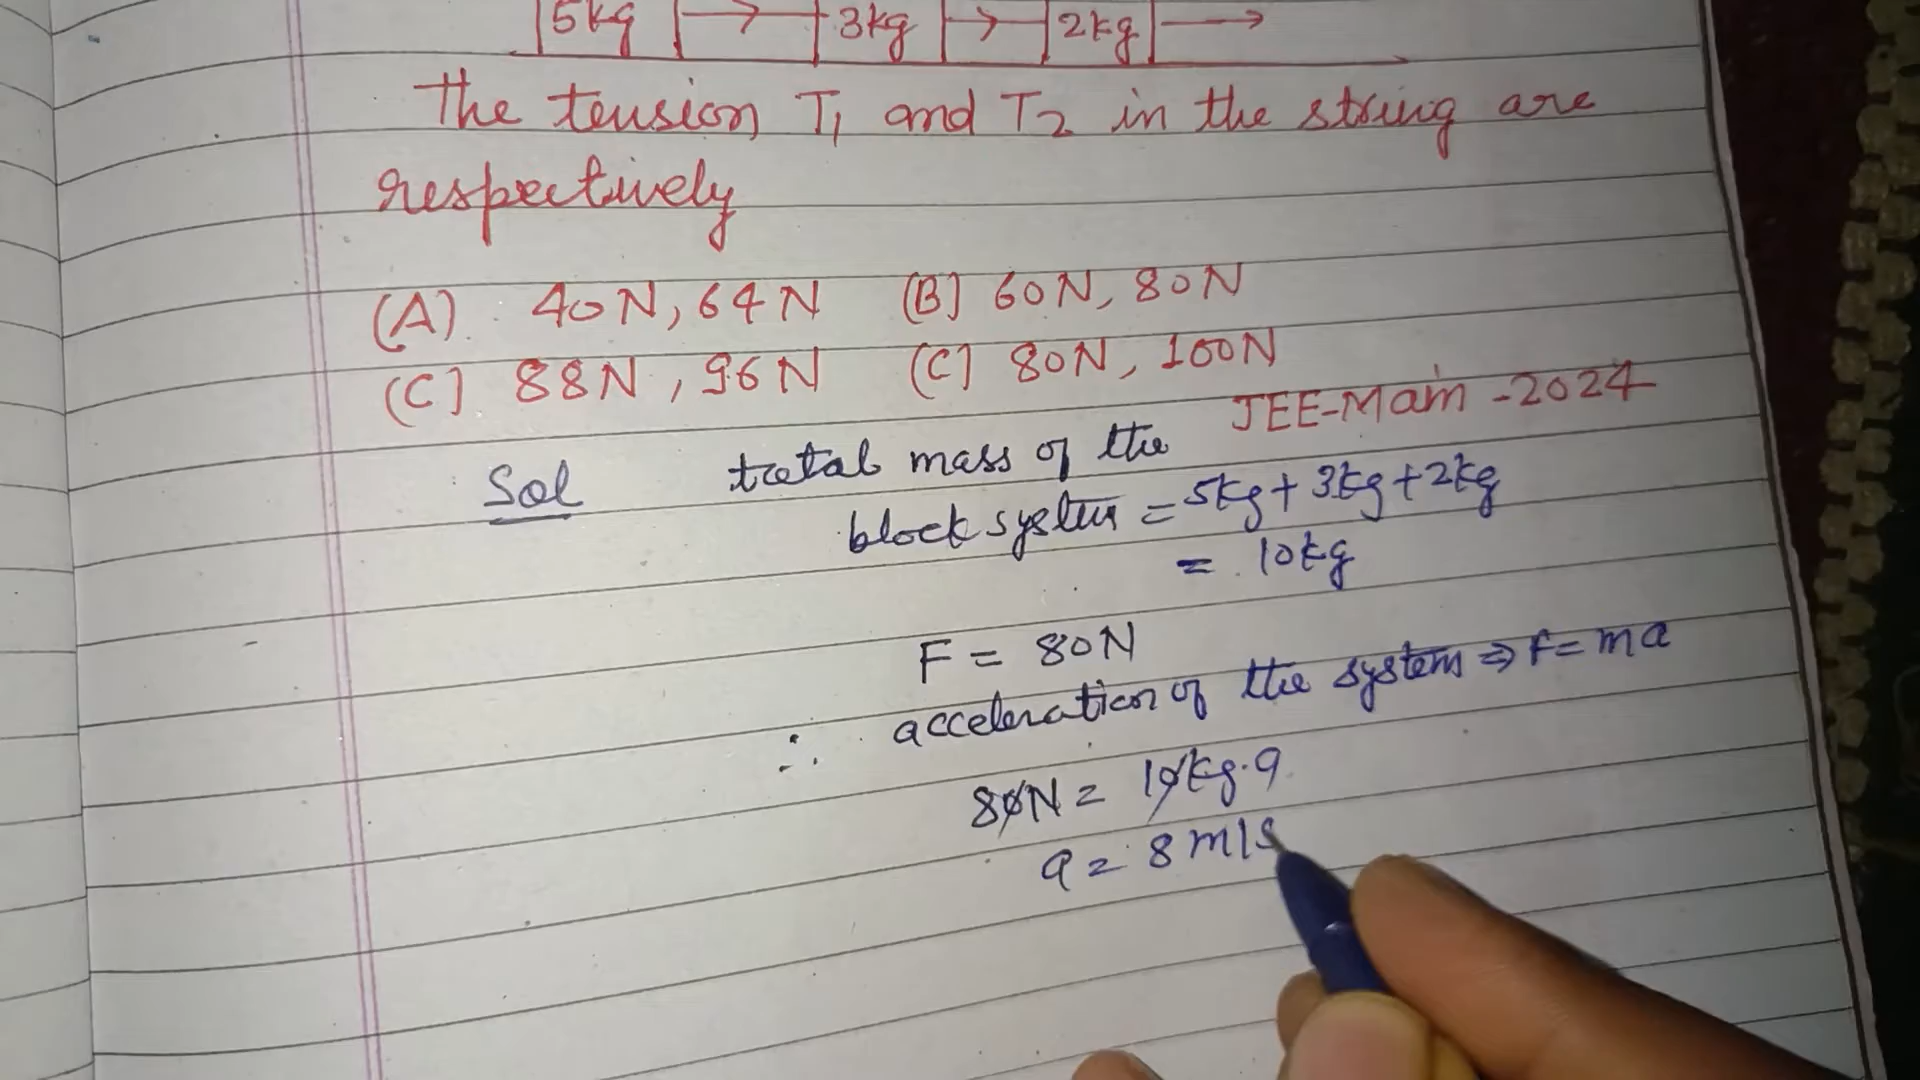 5kg 3kg 2kg
The tension T1 and T2 in the string are
respectively
(A) 40N, 64N (B] 60N, 80N
(C] 88N, 96N (C] 80N, 100N
JEE-Main -2024
Sol total mass of the
block system = 5kg + 3kg + 2kg
= 10kg
F = 80N
∴ acceleration of the system ⇒ F = ma
80N = 10kg.a
a = 8 m/s